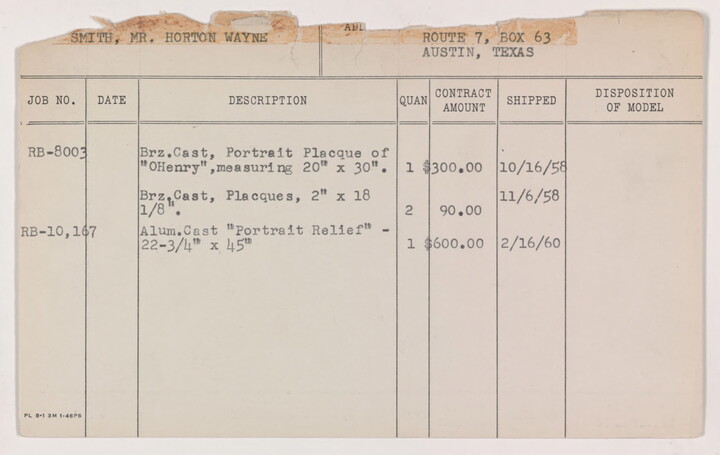 SMITH, MR. HORTON WAYNE
ROUTE 7, BOX 63
AUSTIN, TEXAS
JOB NO. DATE DESCRIPTION QUAN CONTRACT AMOUNT SHIPPED DISPOSITION OF MODEL
RB-8003 Brz.Cast, Portrait Placque of
"OHenry",measuring 20" x 30". 1 $300.00 10/16/58
Brz.Cast, Placques, 2" x 18 11/6/58
1/8". 2 90.00
RB-10,167 Alum.Cast "Portrait Relief" -
22-3/4" x 45" 1 $600.00 2/16/60